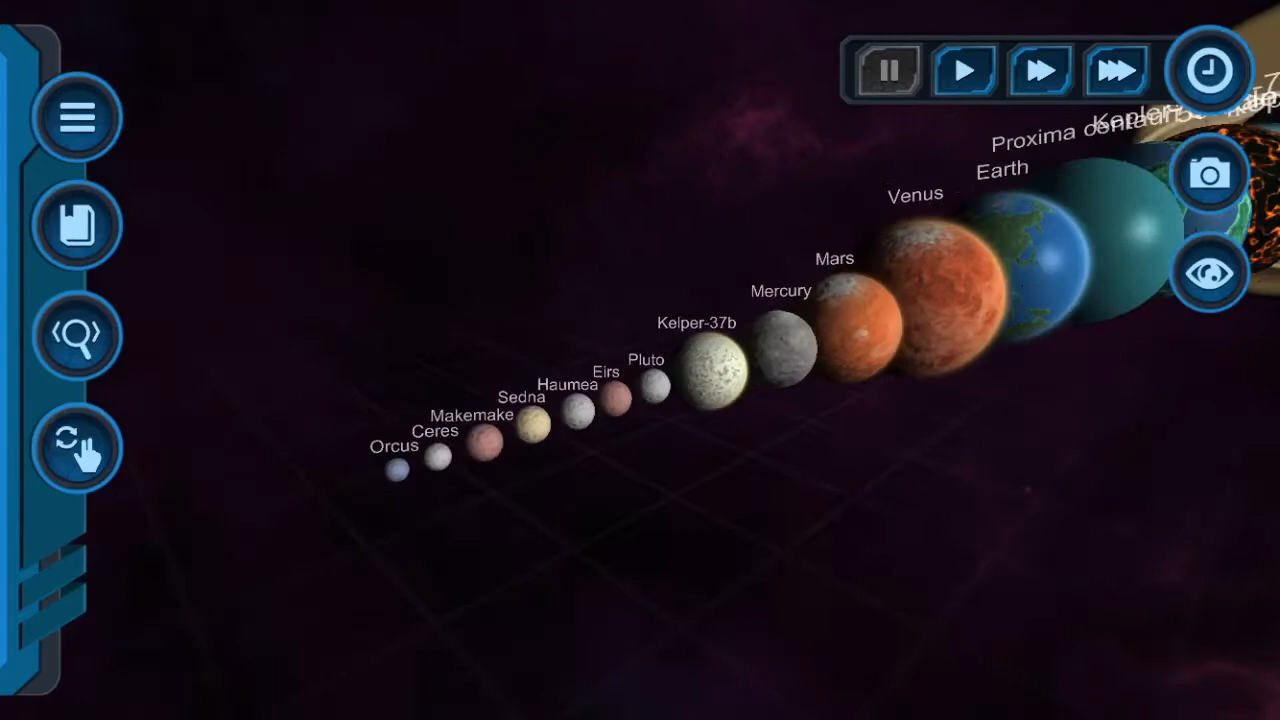 Orcus
Ceres
Makemake
Sedna
Haumea
Eirs
Pluto
Kelper-37b
Mercury
Mars
Venus
Earth
Proxima